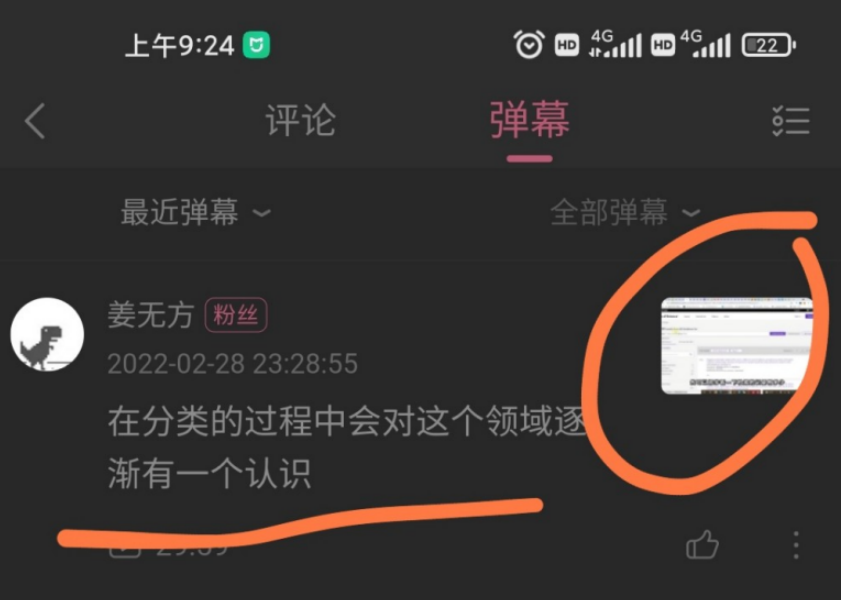 上午9:24
HD 4G HD 4G 22
评论 弹幕
最近弹幕 全部弹幕
姜无方 粉丝
2022-02-28 23:28:55
在分类的过程中会对这个领域逐
渐有一个认识